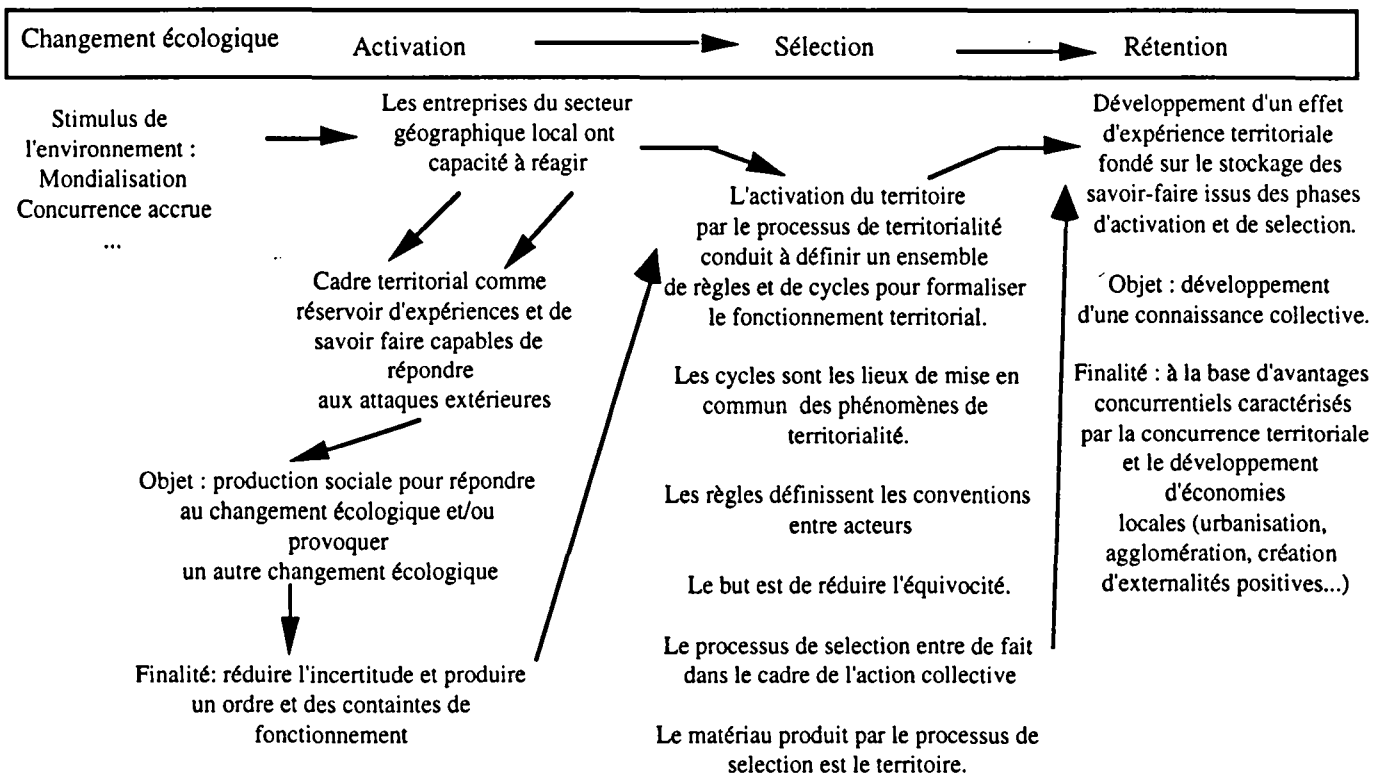 Changement écologique
Activation
Sélection
Rétention
Stimulus de
l'environnement :
Mondialisation
Concurrence accrue
...
Les entreprises du secteur
géographique local ont
capacité à réagir
Cadre territorial comme
réservoir d'expériences et de
savoir faire capables de
répondre
aux attaques extérieures
Objet : production sociale pour répondre
au changement écologique et/ou
provoquer
un autre changement écologique
Finalité: réduire l'incertitude et produire
un ordre et des containtes de
fonctionnement
L'activation du territoire
par le processus de territorialité
conduit à définir un ensemble
de règles et de cycles pour formaliser
le fonctionnement territorial.
Les cycles sont les lieux de mise en
commun des phénomènes de
territorialité.
Les règles définissent les conventions
entre acteurs
Le but est de réduire l'équivocité.
Le processus de selection entre de fait
dans le cadre de l'action collective
Le matériau produit par le processus de
selection est le territoire.
Développement d'un effet
d'expérience territoriale
fondé sur le stockage des
savoir-faire issus des phases
d'activation et de selection.
Objet : développement
d'une connaissance collective.
Finalité : à la base d'avantages
concurrentiels caractérisés
par la concurrence territoriale
et le développement
d'économies
locales (urbanisation,
agglomération, création
d'externalités positives...)